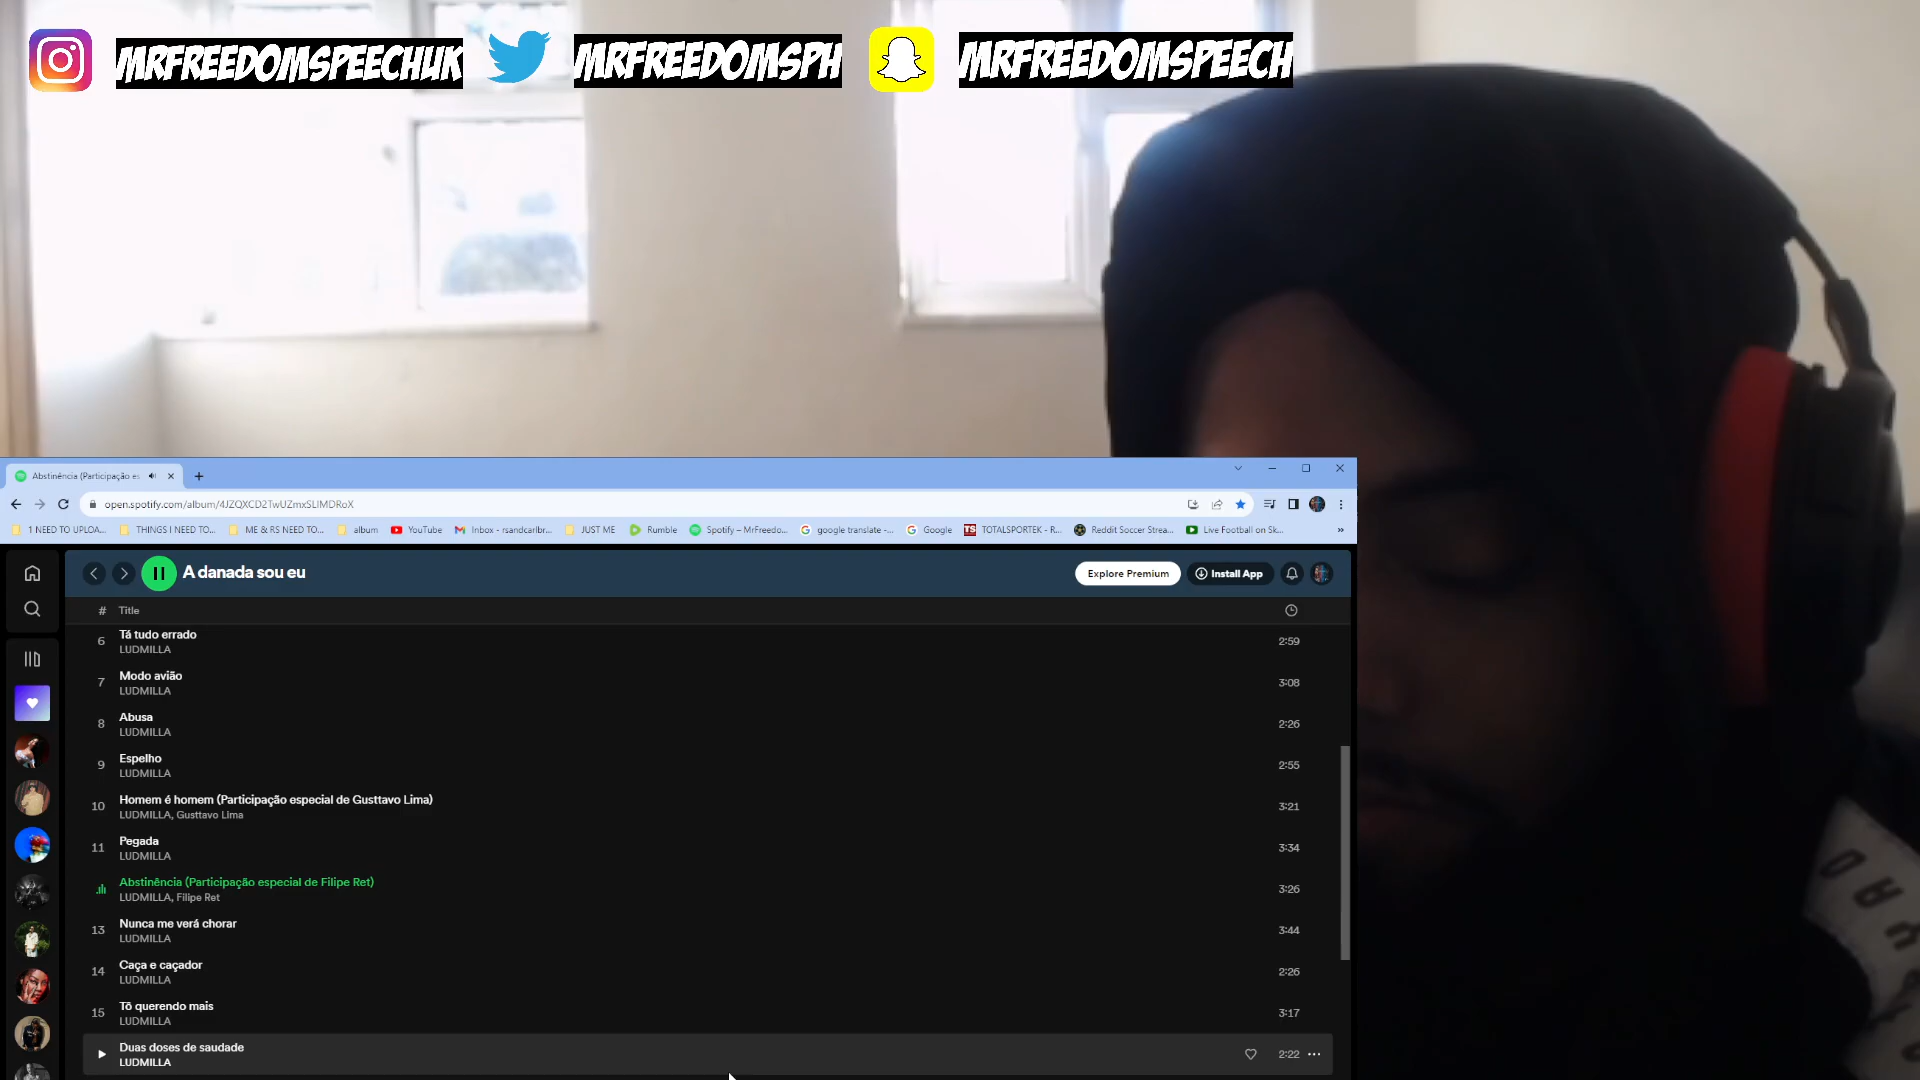 MRFREEDOMSPEECHUK MRFREEDOMSPH MRFREEDOMSPEECH
Abstinência (Participação es
open.spotify.com/album/4JZQXCD2TwUZmxSLIMDRoX
1 NEED TO UPLOA... THINGS I NEED TO... ME & RS NEED TO... album YouTube Inbox - rsandcarlbr... JUST ME Rumble Spotify – MrFreedo... google translate -... Google TS TOTALSPORTEK - R... Reddit Soccer Strea... Live Football on Sk... »
A danada sou eu Explore Premium Install App
# Title
6 Tá tudo errado 2:59
LUDMILLA
7 Modo avião 3:08
LUDMILLA
8 Abusa 2:26
LUDMILLA
9 Espelho 2:55
LUDMILLA
10 Homem é homem (Participação especial de Gusttavo Lima) 3:21
LUDMILLA, Gusttavo Lima
11 Pegada 3:34
LUDMILLA
Abstinência (Participação especial de Filipe Ret) 3:26
LUDMILLA, Filipe Ret
13 Nunca me verá chorar 3:44
LUDMILLA
14 Caça e caçador 2:26
LUDMILLA
15 Tô querendo mais 3:17
LUDMILLA
Duas doses de saudade 2:22
LUDMILLA